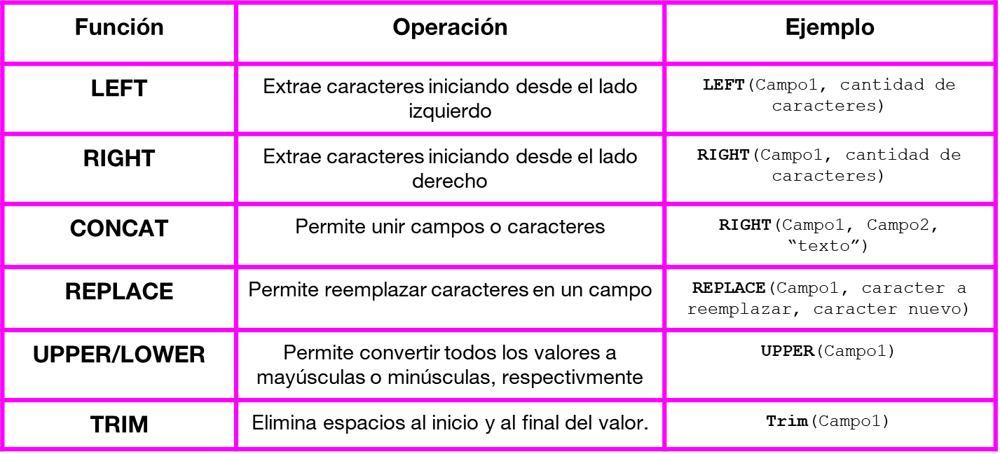 Función
Operación
Ejemplo
LEFT
Extrae caracteres iniciando desde el lado
izquierdo
LEFT(Campo1, cantidad de
caracteres)
RIGHT
Extrae caracteres iniciando desde el lado
derecho
RIGHT(Campo1, cantidad de
caracteres)
CONCAT
Permite unir campos o caracteres
RIGHT(Campo1, Campo2,
“texto”)
REPLACE
Permite reemplazar caracteres en un campo
REPLACE(Campo1, caracter a
reemplazar, caracter nuevo)
UPPER/LOWER
Permite convertir todos los valores a
mayúsculas o minúsculas, respectivmente
UPPER(Campo1)
TRIM
Elimina espacios al inicio y al final del valor.
Trim(Campo1)